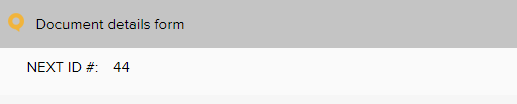 Document details form
NEXT ID #: 44